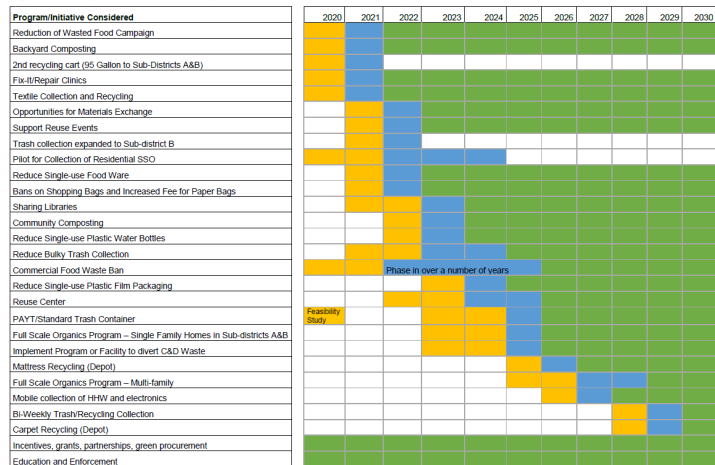 Program/Initiative Considered 2020 2021 2022 2023 2024 2025 2026 2027 2028 2029 2030
Reduction of Wasted Food Campaign
Backyard Composting
2nd recycling cart (95 Gallon to Sub-Districts A&B)
Fix-It/Repair Clinics
Textile Collection and Recycling
Opportunities for Materials Exchange
Support Reuse Events
Trash collection expanded to Sub-district B
Pilot for Collection of Residential SSO
Reduce Single-use Food Ware
Bans on Shopping Bags and Increased Fee for Paper Bags
Sharing Libraries
Community Composting
Reduce Single-use Plastic Water Bottles
Reduce Bulky Trash Collection
Commercial Food Waste Ban Phase in over a number of years
Reduce Single-use Plastic Film Packaging
Reuse Center
PAYT/Standard Trash Container Feasibility
Study
Full Scale Organics Program – Single Family Homes in Sub-districts A&B
Implement Program or Facility to divert C&D Waste
Mattress Recycling (Depot)
Full Scale Organics Program – Multi-family
Mobile collection of HHW and electronics
Bi-Weekly Trash/Recycling Collection
Carpet Recycling (Depot)
Incentives, grants, partnerships, green procurement
Education and Enforcement